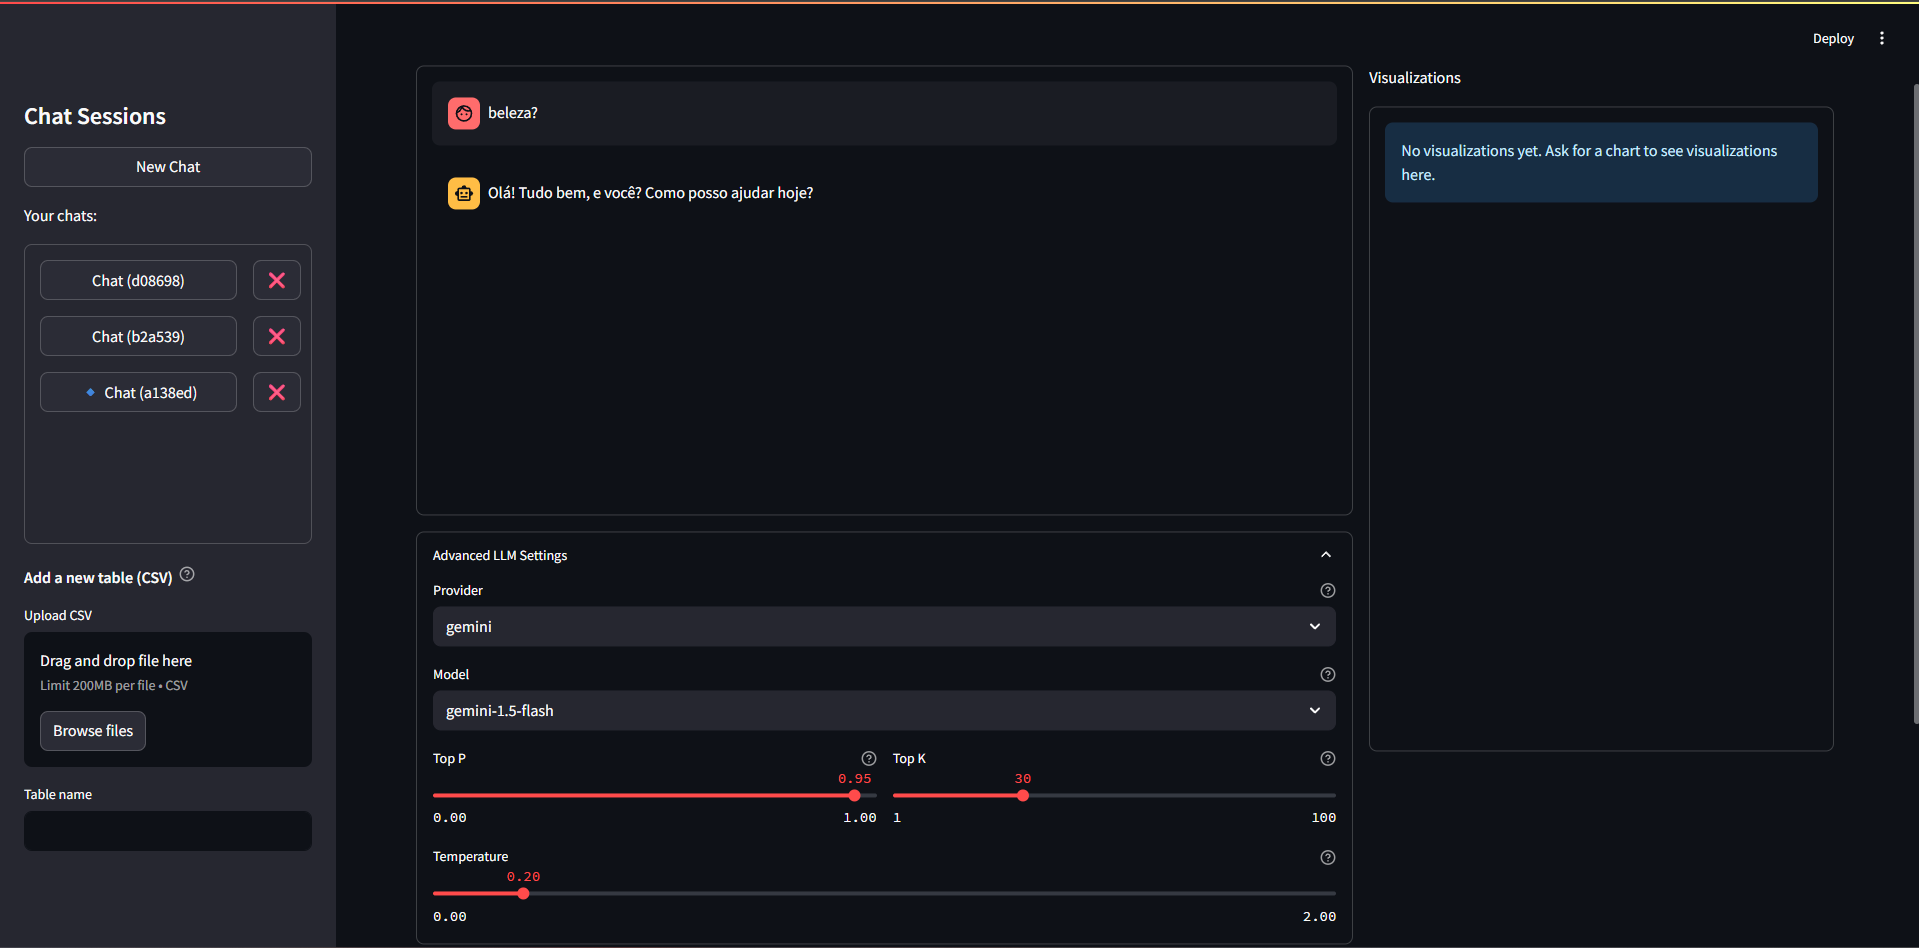 Deploy
Chat Sessions
New Chat
Your chats:
Chat (d08698)
Chat (b2a539)
Chat (a138ed)
Add a new table (CSV)
Upload CSV
Drag and drop file here
Limit 200MB per file • CSV
Browse files
Table name
beleza?
Olá! Tudo bem, e você? Como posso ajudar hoje?
Advanced LLM Settings
Provider
gemini
Model
gemini-1.5-flash
Top P
0.95
0.00 1.00
Top K
30
1 100
Temperature
0.20
0.00 2.00
Visualizations
No visualizations yet. Ask for a chart to see visualizations
here.